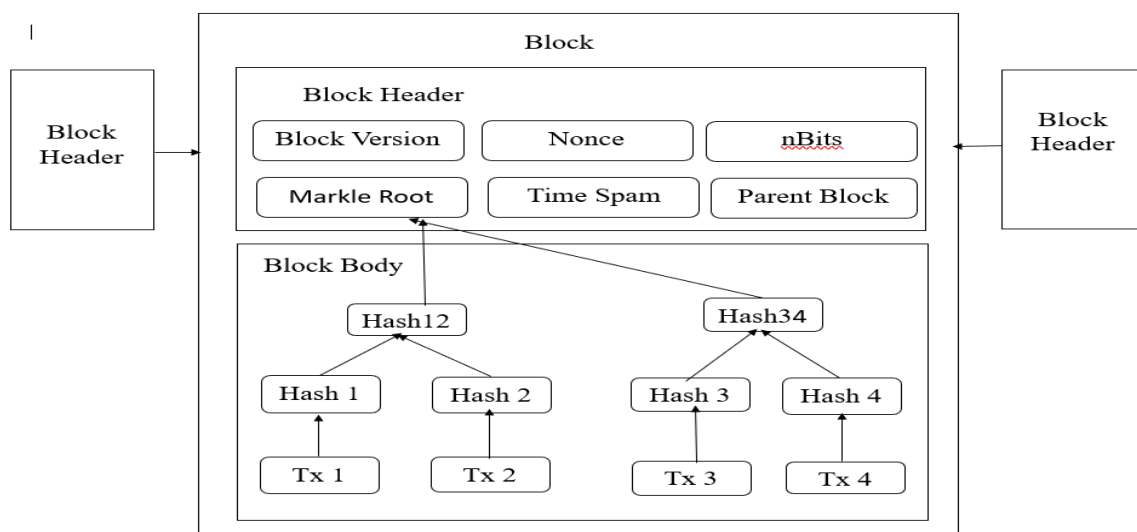 Block
Block
Header
Block Header
Block Version
Nonce
nBits
Markle Root
Time Spam
Parent Block
Block
Header
Block Body
Hash12
Hash34
Hash 1
Hash 2
Hash 3
Hash 4
Tx 1
Tx 2
Tx 3
Tx 4